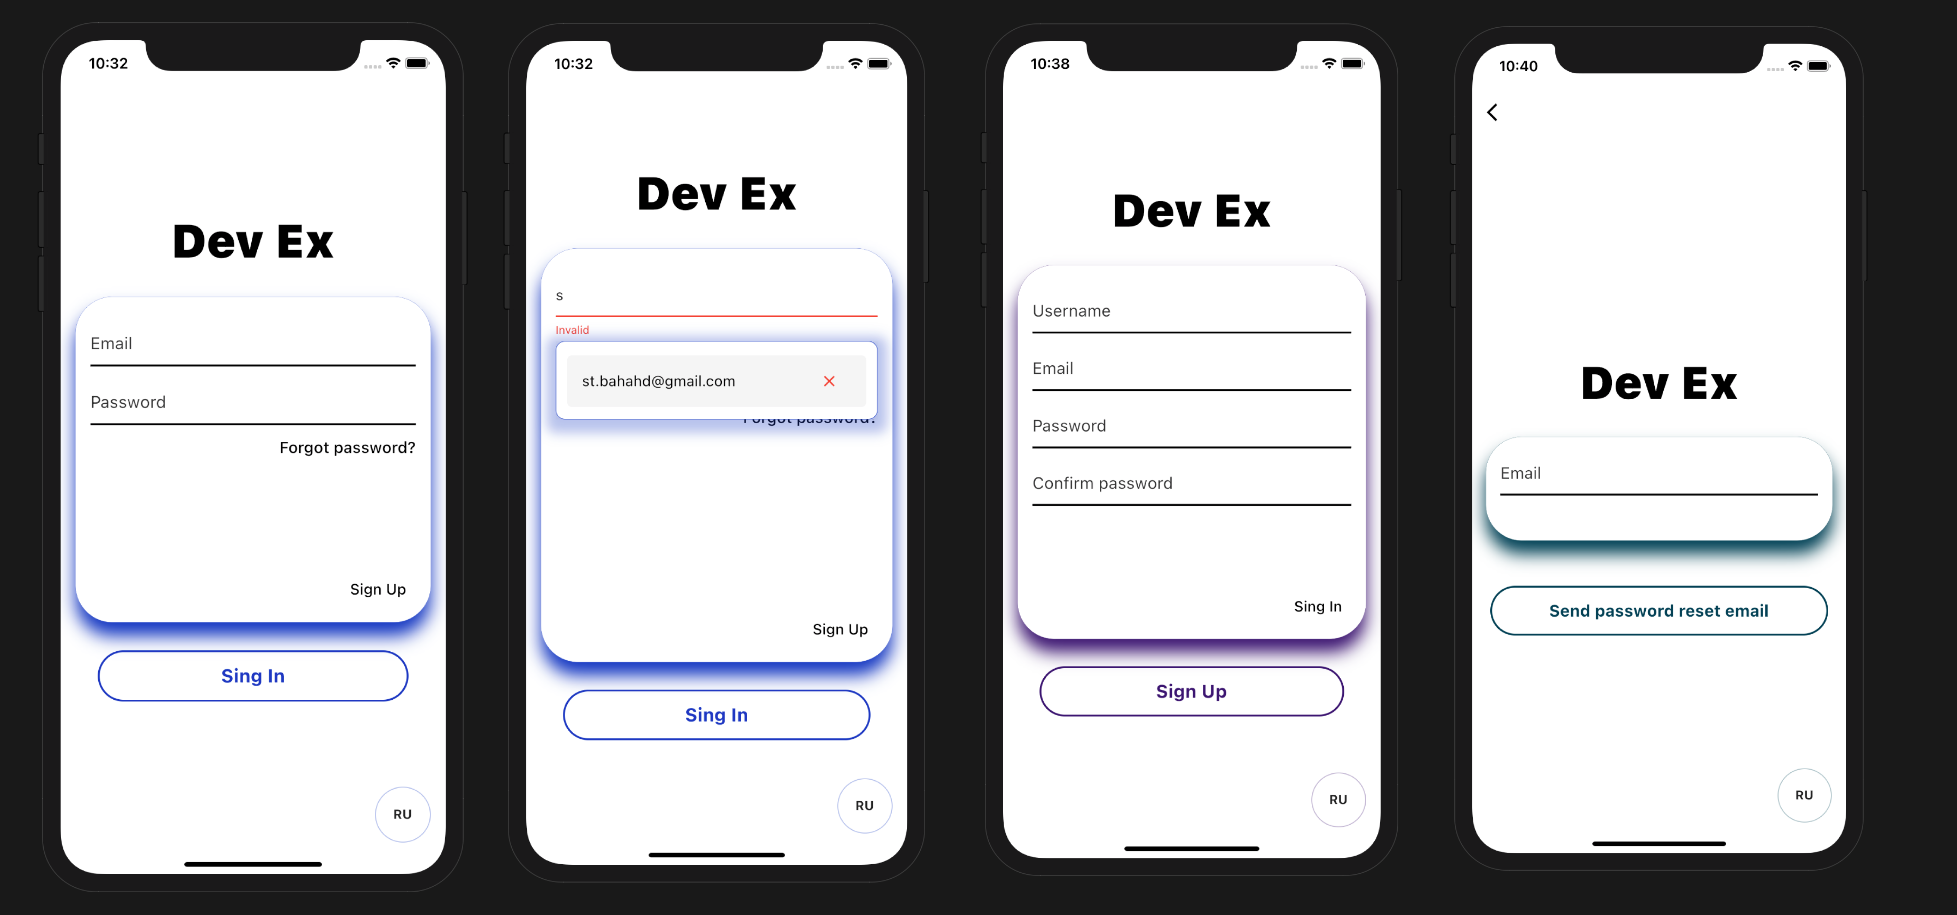 10:32
Dev Ex
Email
Password
Forgot password?
Sign Up
Sing In
RU
10:32
Dev Ex
s
Invalid
st.bahahd@gmail.com
Forgot password?
Sign Up
Sing In
RU
10:38
Dev Ex
Username
Email
Password
Confirm password
Sing In
Sign Up
RU
10:40
Dev Ex
Email
Send password reset email
RU